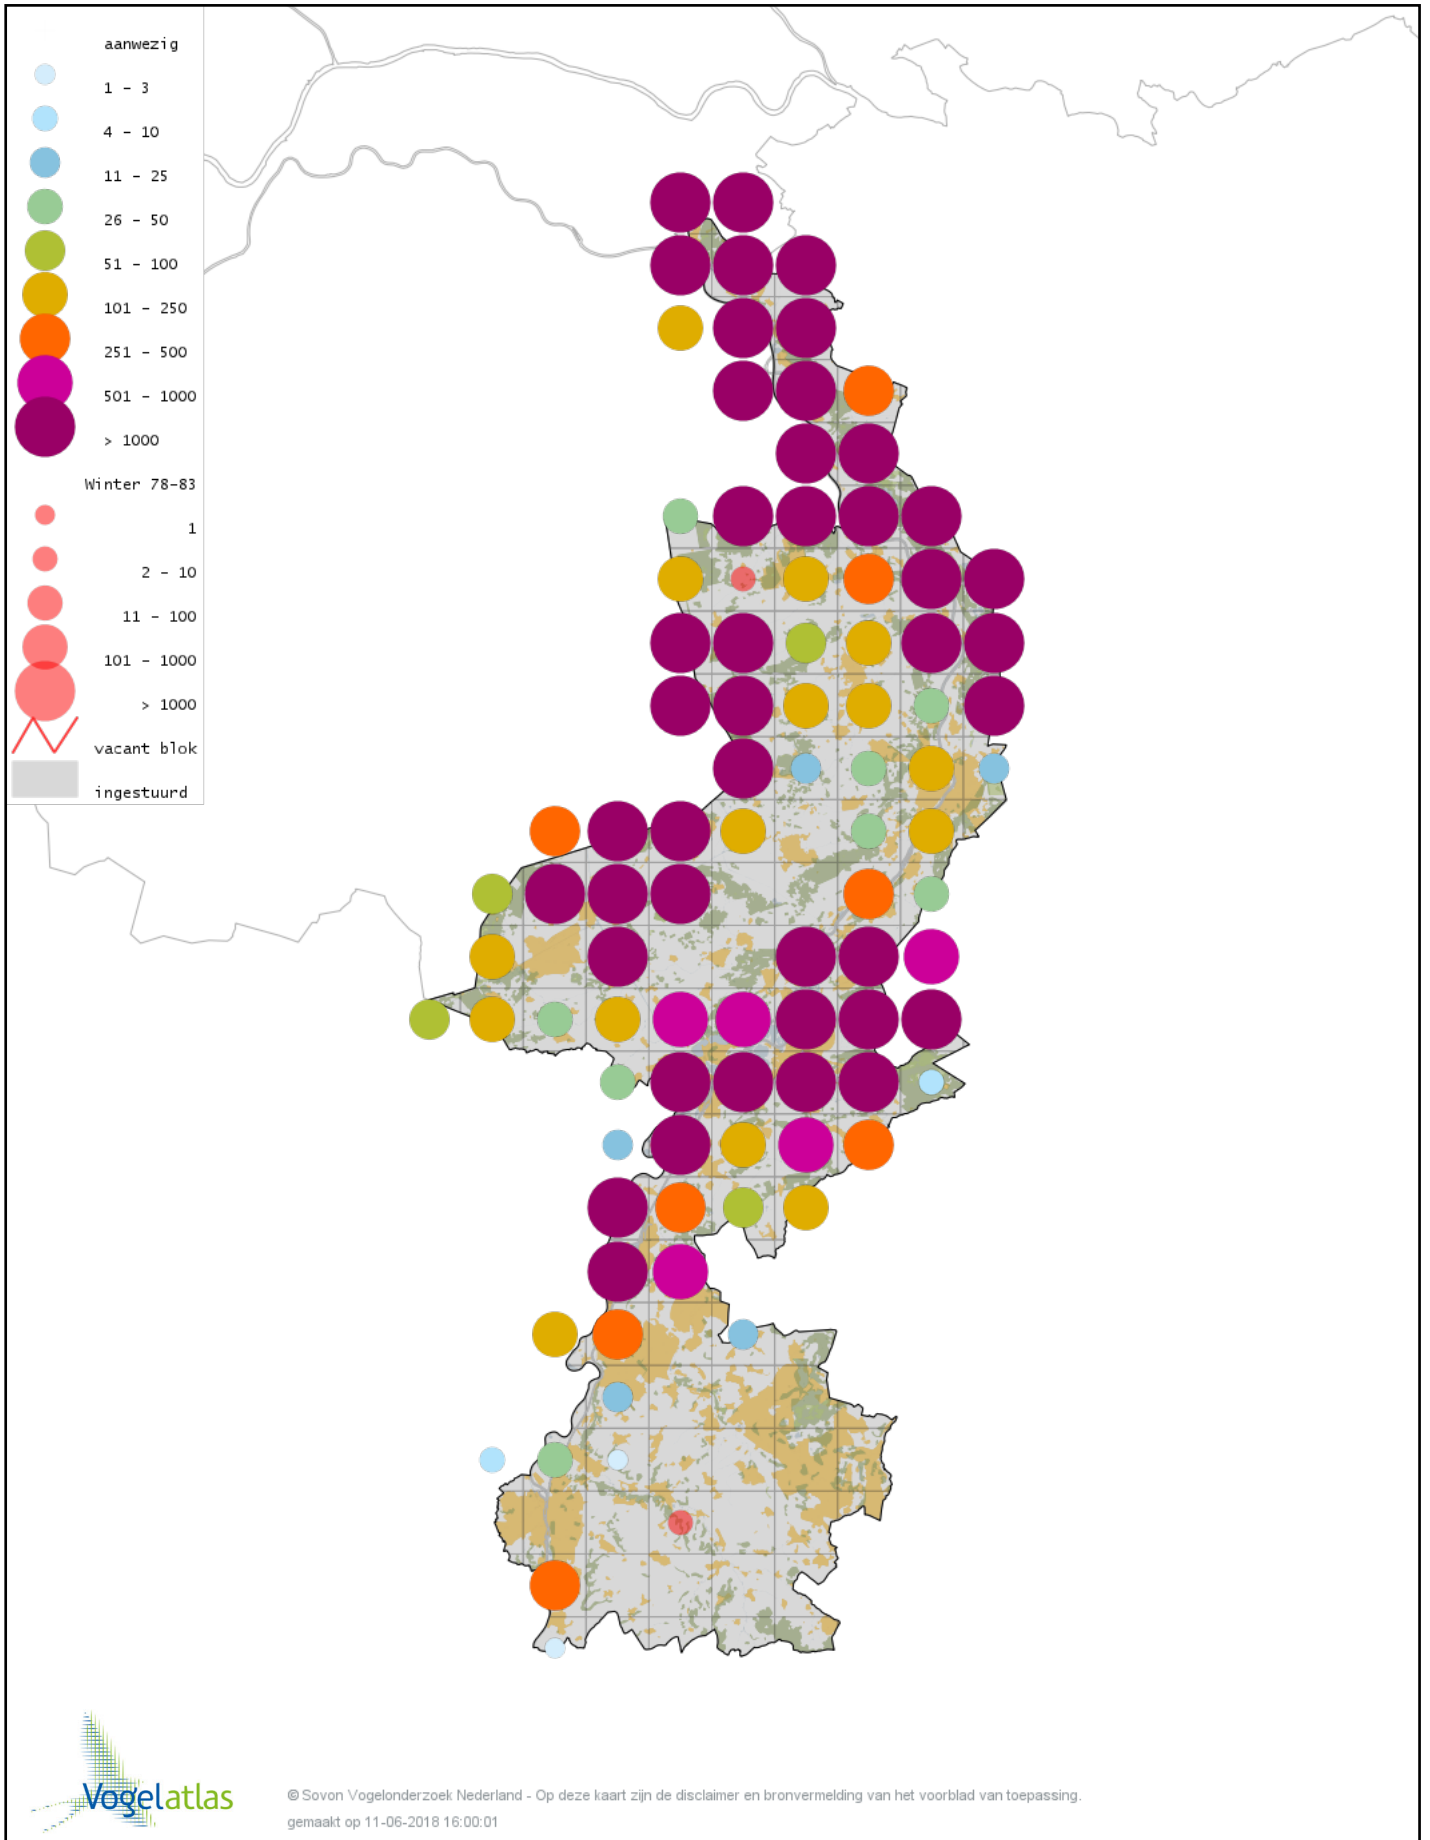 aanwezig
1 - 3
4 - 10
11 - 25
26 - 50
51 - 100
101 - 250
251 - 500
501 - 1000
> 1000
Winter 78-83
1
2 - 10
11 - 100
101 - 1000
> 1000
vacant blok
ingestuurd
Vogelatlas
© Sovon Vogelonderzoek Nederland - Op deze kaart zijn de disclaimer en bronvermelding van het voorblad van toepassing.
gemaakt op 11-06-2018 16:00:01